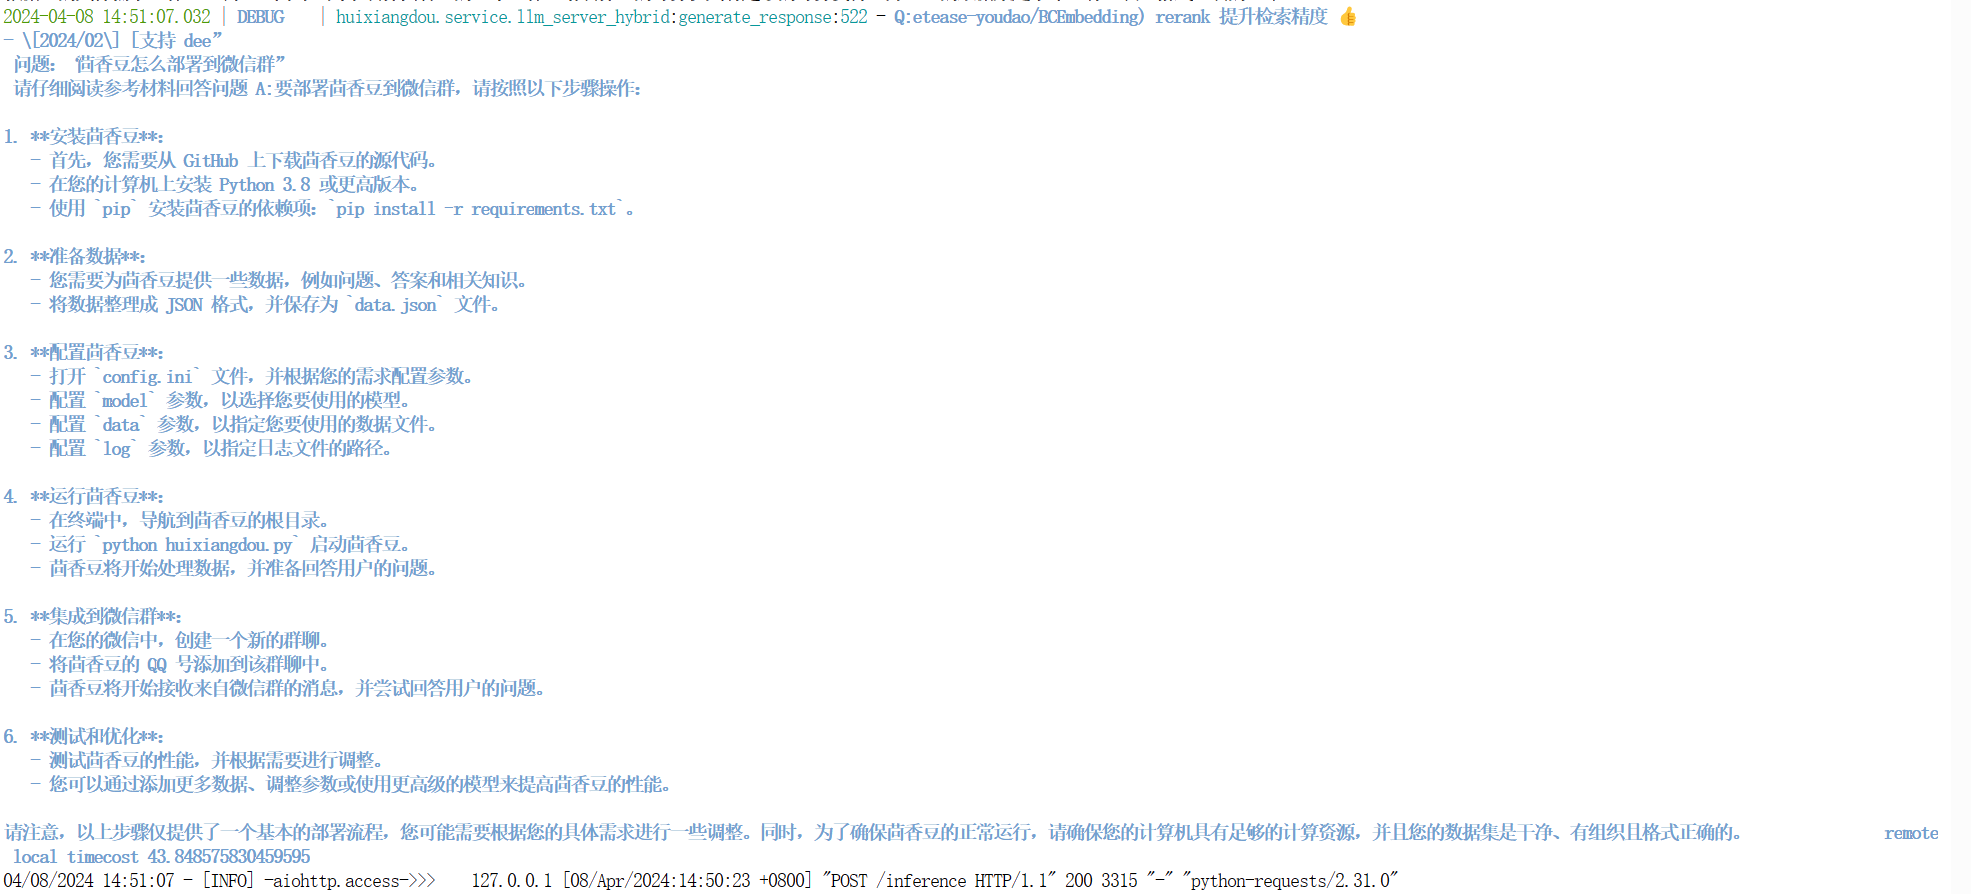 2024-04-08 14:51:07.032 | DEBUG    | huixiangdou.service.llm_server_hybrid:generate_response:522 - Q:etease-youdao/BCEmbedding) rerank 提升检索精度 👍
- \[2024/02\] [支持 dee”
问题：“茴香豆怎么部署到微信群”
请仔细阅读参考材料回答问题 A:要部署茴香豆到微信群，请按照以下步骤操作：
1. **安装茴香豆**：
- 首先，您需要从 GitHub 上下载茴香豆的源代码。
- 在您的计算机上安装 Python 3.8 或更高版本。
- 使用 `pip` 安装茴香豆的依赖项：`pip install -r requirements.txt`。
2. **准备数据**：
- 您需要为茴香豆提供一些数据，例如问题、答案和相关知识。
- 将数据整理成 JSON 格式，并保存为 `data.json` 文件。
3. **配置茴香豆**：
- 打开 `config.ini` 文件，并根据您的需求配置参数。
- 配置 `model` 参数，以选择您要使用的模型。
- 配置 `data` 参数，以指定您要使用的数据文件。
- 配置 `log` 参数，以指定日志文件的路径。
4. **运行茴香豆**：
- 在终端中，导航到茴香豆的根目录。
- 运行 `python huixiangdou.py` 启动茴香豆。
- 茴香豆将开始处理数据，并准备回答用户的问题。
5. **集成到微信群**：
- 在您的微信中，创建一个新的群聊。
- 将茴香豆的 QQ 号添加到该群聊中。
- 茴香豆将开始接收来自微信群的消息，并尝试回答用户的问题。
6. **测试和优化**：
- 测试茴香豆的性能，并根据需要进行调整。
- 您可以通过添加更多数据、调整参数或使用更高级的模型来提高茴香豆的性能。
请注意，以上步骤仅提供了一个基本的部署流程，您可能需要根据您的具体需求进行一些调整。同时，为了确保茴香豆的正常运行，请确保您的计算机具有足够的计算资源，并且您的数据集是干净、有组织且格式正确的。 remote
local timecost 43.848575830459595
04/08/2024 14:51:07 - [INFO] -aiohttp.access->>>    127.0.0.1 [08/Apr/2024:14:50:23 +0800] "POST /inference HTTP/1.1" 200 3315 "-" "python-requests/2.31.0"